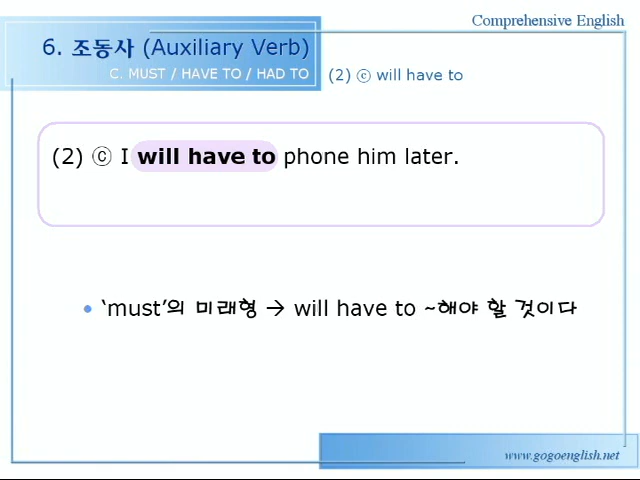 Comprehensive English
6. 조동사 (Auxiliary Verb)
C. MUST / HAVE TO / HAD TO
(2) ⓒ will have to
(2) ⓒ I will have to phone him later.
• ‘must’의 미래형 → will have to ~해야 할 것이다
www.gogoenglish.net